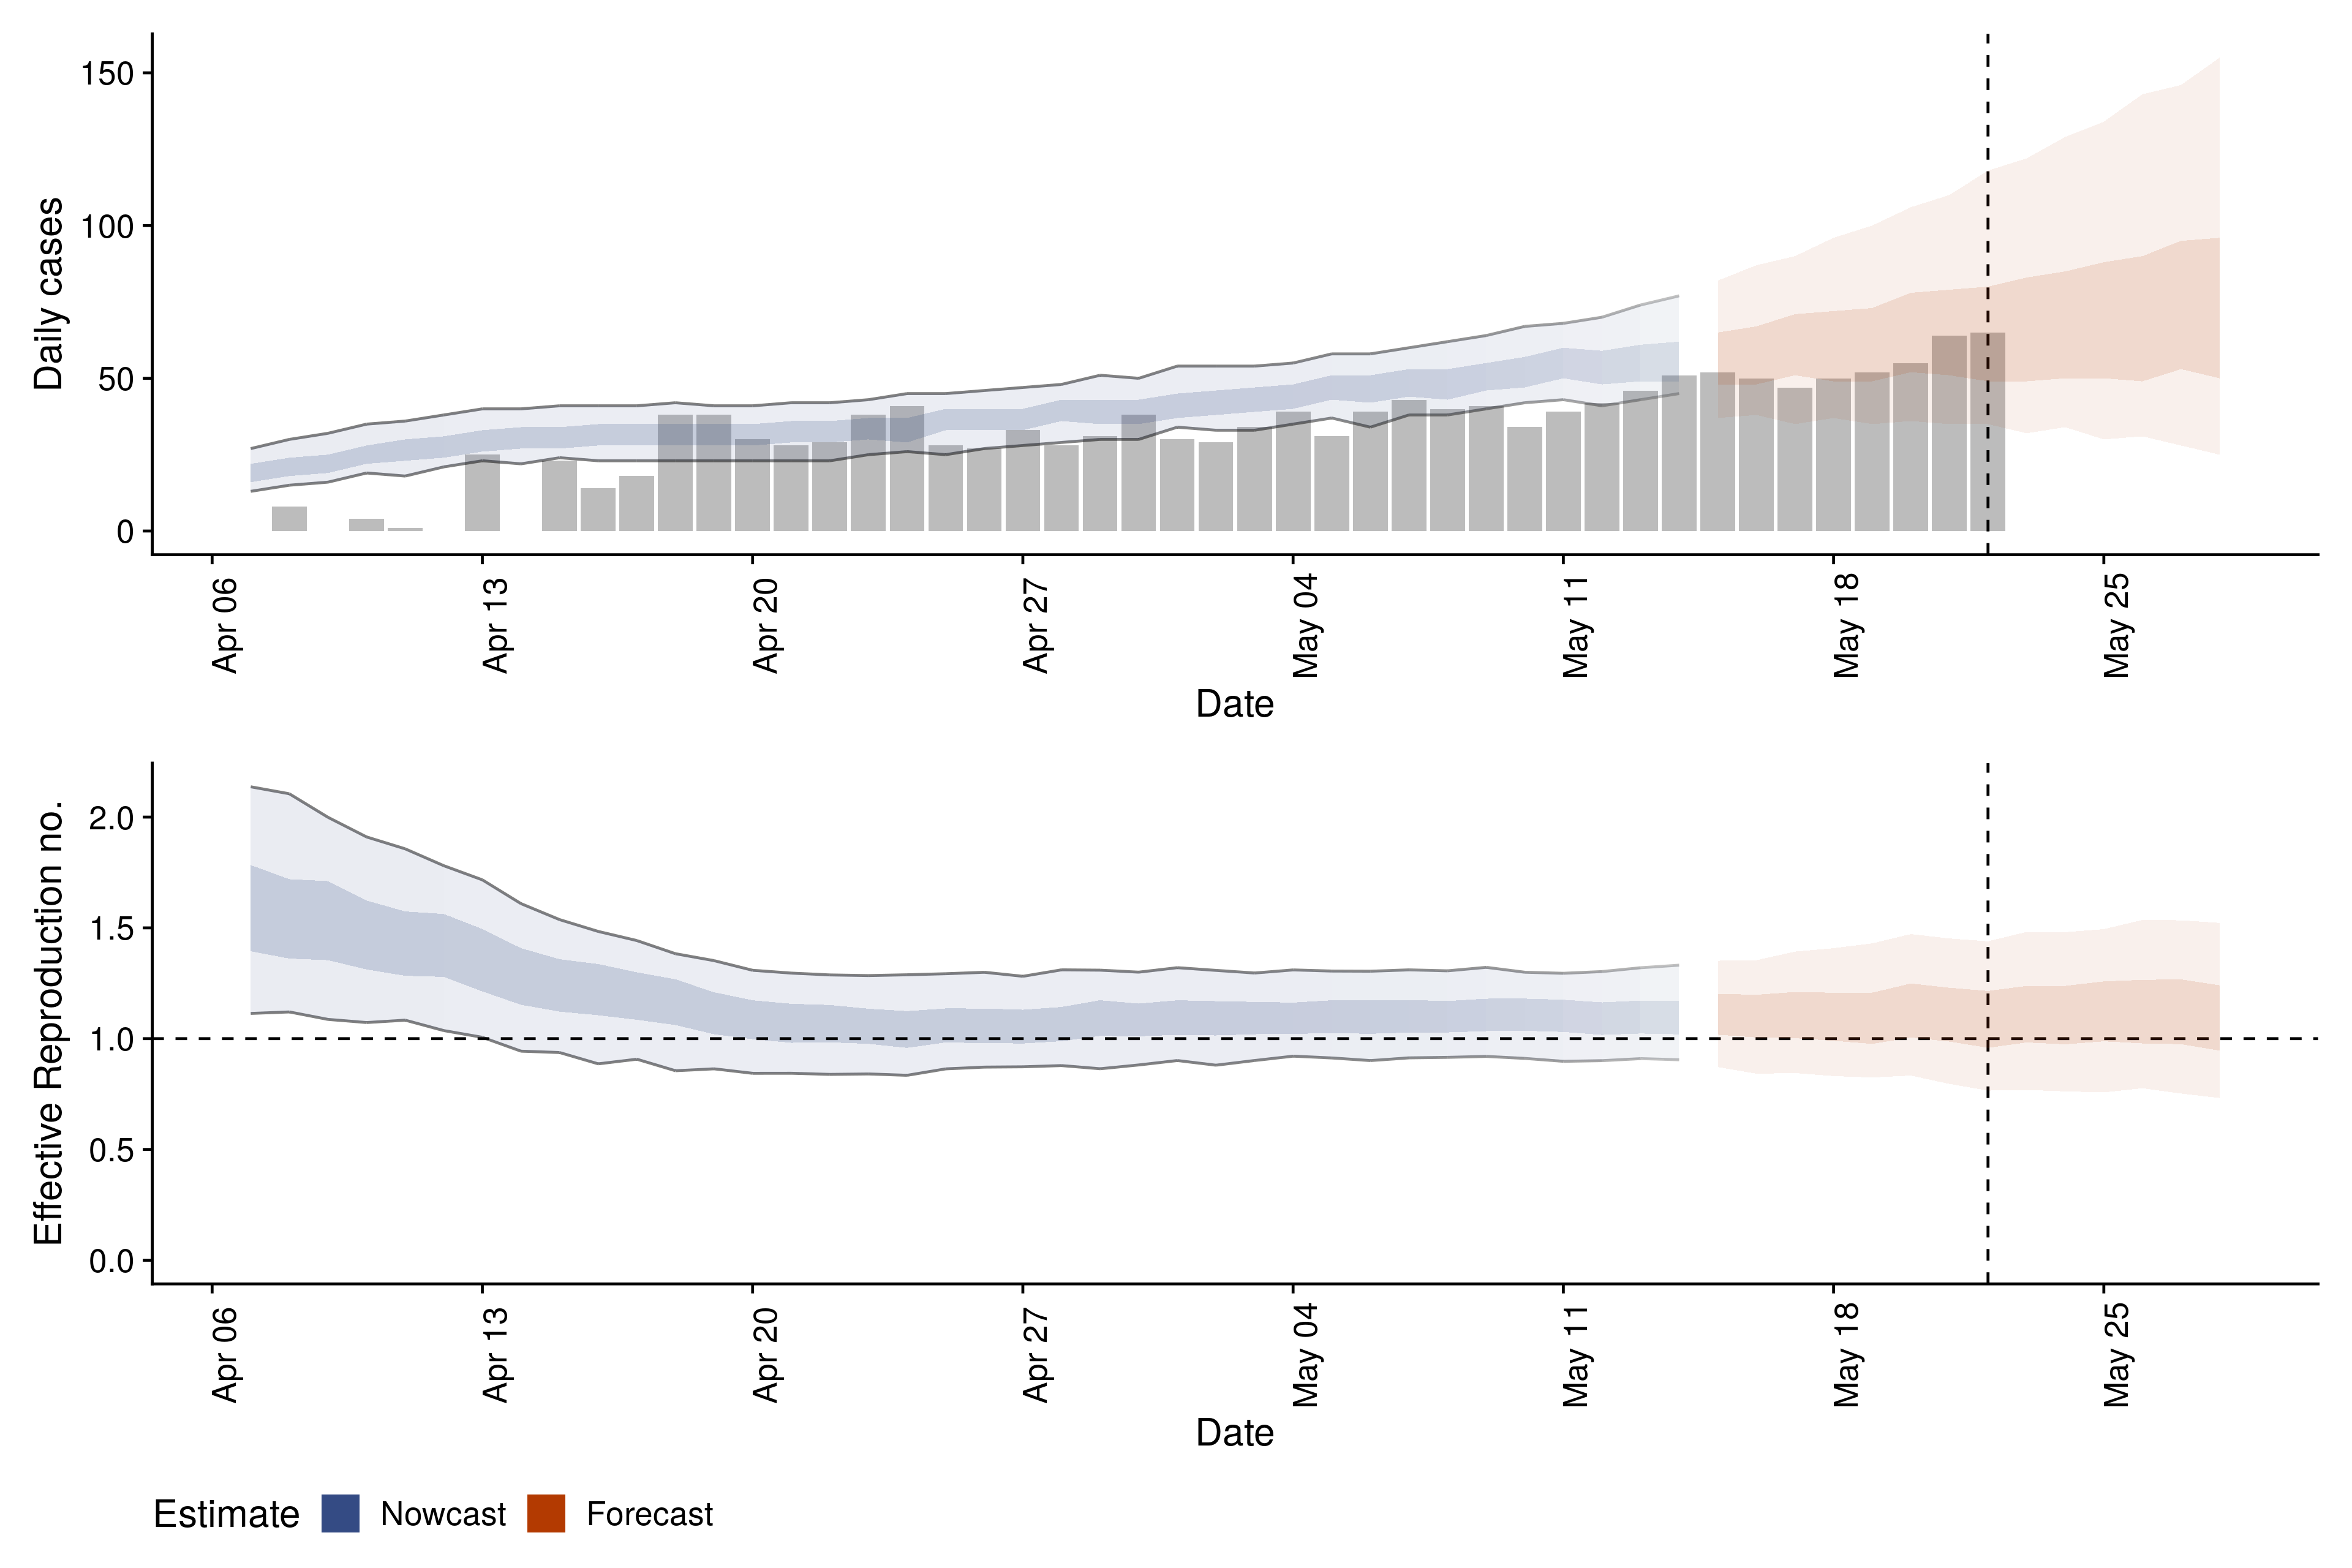 Daily cases
150
100
50
0
Apr 06
Apr 13
Apr 20
Apr 27
May 04
May 11
May 18
May 25
Date
Effective Reproduction no.
2.0
1.5
1.0
0.5
0.0
Apr 06
Apr 13
Apr 20
Apr 27
May 04
May 11
May 18
May 25
Date
Estimate Nowcast Forecast